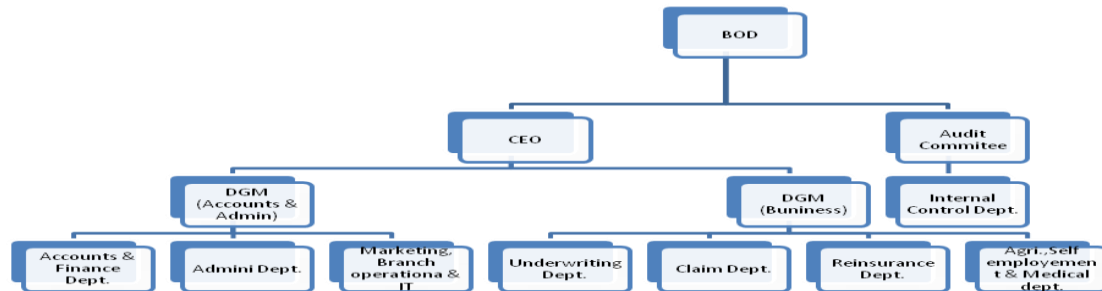 BOD
CEO
Audit
Commitee
DGM
(Accounts &
Admin)
DGM
(Buniness)
Internal
Control Dept.
Accounts &
Finance
Dept.
Admini Dept.
Marketing,
Branch
operationa &
IT
Underwriting
Dept.
Claim Dept.
Reinsurance
Dept.
Agri.,Self
employemen
t & Medical
dept.